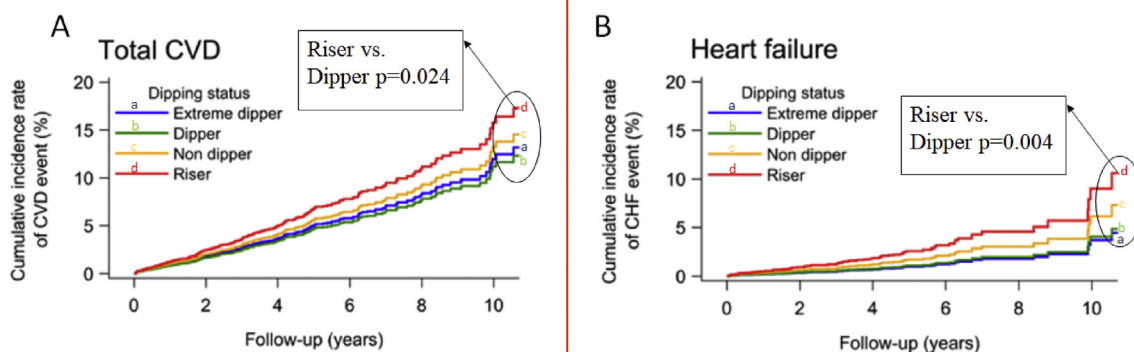 A
Total CVD
Riser vs.
Dipper p=0.024
Cumulative incidence rate
of CVD event (%)
20
15
10
5
0
Dipping status
a Extreme dipper
b Dipper
c Non dipper
d Riser
d
c
a
b
0 2 4 6 8 10
Follow-up (years)
B
Heart failure
Riser vs.
Dipper p=0.004
Cumulative incidence rate
of CHF event (%)
20
15
10
5
0
Dipping status
a Extreme dipper
b Dipper
c Non dipper
d Riser
d
c
b
a
0 2 4 6 8 10
Follow-up (years)